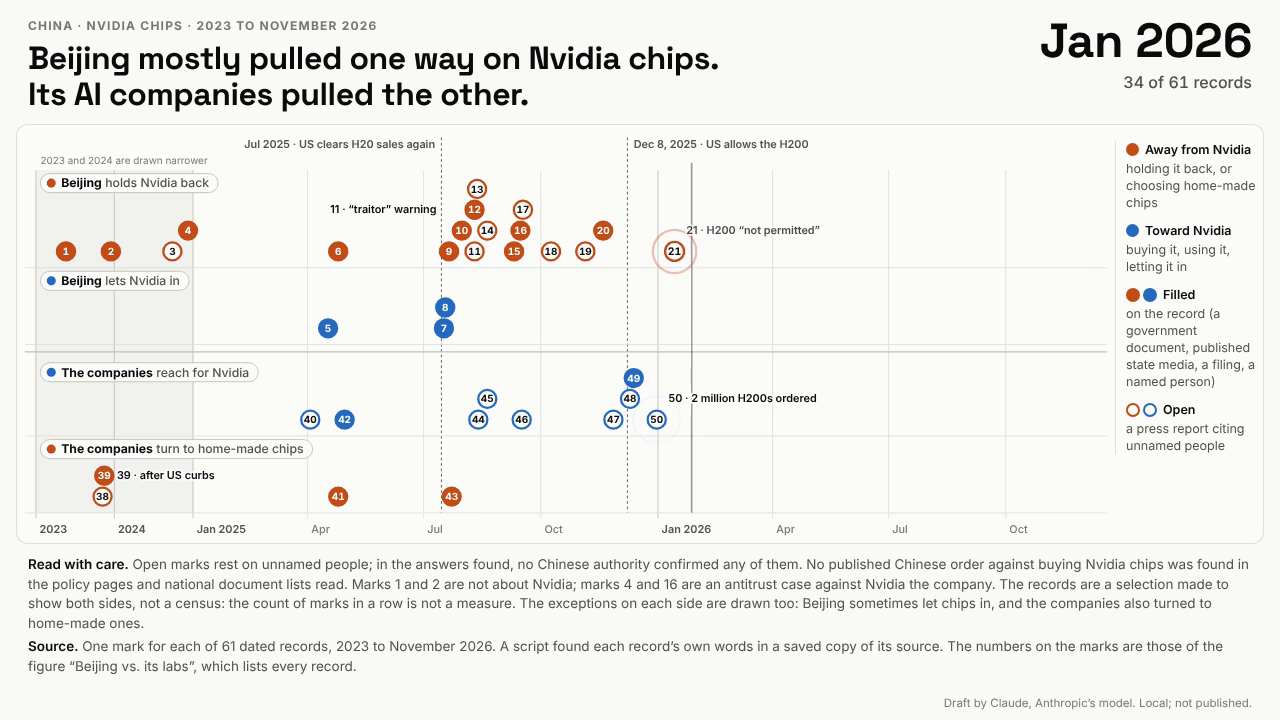 CHINA · NVIDIA CHIPS · 2023 TO NOVEMBER 2026
Beijing mostly pulled one way on Nvidia chips.
Its AI companies pulled the other.
Jan 2026
34 of 61 records
Jul 2025 · US clears H20 sales again
Dec 8, 2025 · US allows the H200
2023 and 2024 are drawn narrower
Beijing holds Nvidia back
13
11 · “traitor” warning
12
17
4
10
14
16
20
21 · H200 “not permitted”
1
2
3
6
9
11
15
18
19
21
Beijing lets Nvidia in
8
5
7
The companies reach for Nvidia
49
45
48
50 · 2 million H200s ordered
40
42
44
46
47
50
The companies turn to home-made chips
39
39 · after US curbs
38
41
43
2023
2024
Jan 2025
Apr
Jul
Oct
Jan 2026
Apr
Jul
Oct
Away from Nvidia
holding it back, or
choosing home-made
chips
Toward Nvidia
buying it, using it,
letting it in
Filled
on the record (a
government
document, published
state media, a filing, a
named person)
Open
a press report citing
unnamed people
Read with care. Open marks rest on unnamed people; in the answers found, no Chinese authority confirmed any of them. No published Chinese order against buying Nvidia chips was found in
the policy pages and national document lists read. Marks 1 and 2 are not about Nvidia; marks 4 and 16 are an antitrust case against Nvidia the company. The records are a selection made to
show both sides, not a census: the count of marks in a row is not a measure. The exceptions on each side are drawn too: Beijing sometimes let chips in, and the companies also turned to
home-made ones.
Source. One mark for each of 61 dated records, 2023 to November 2026. A script found each record’s own words in a saved copy of its source. The numbers on the marks are those of the
figure “Beijing vs. its labs”, which lists every record.
Draft by Claude, Anthropic’s model. Local; not published.